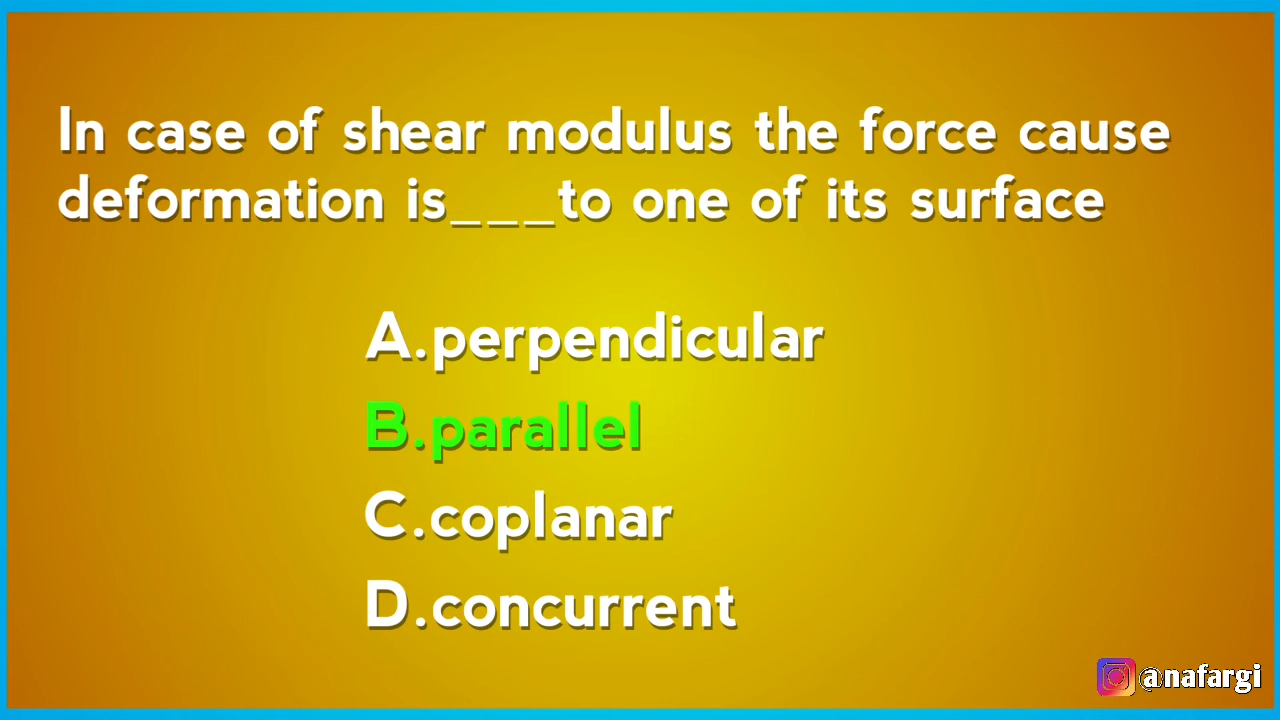 In case of shear modulus the force cause
deformation is___to one of its surface
A.perpendicular
B.parallel
C.coplanar
D.concurrent
@nafargi